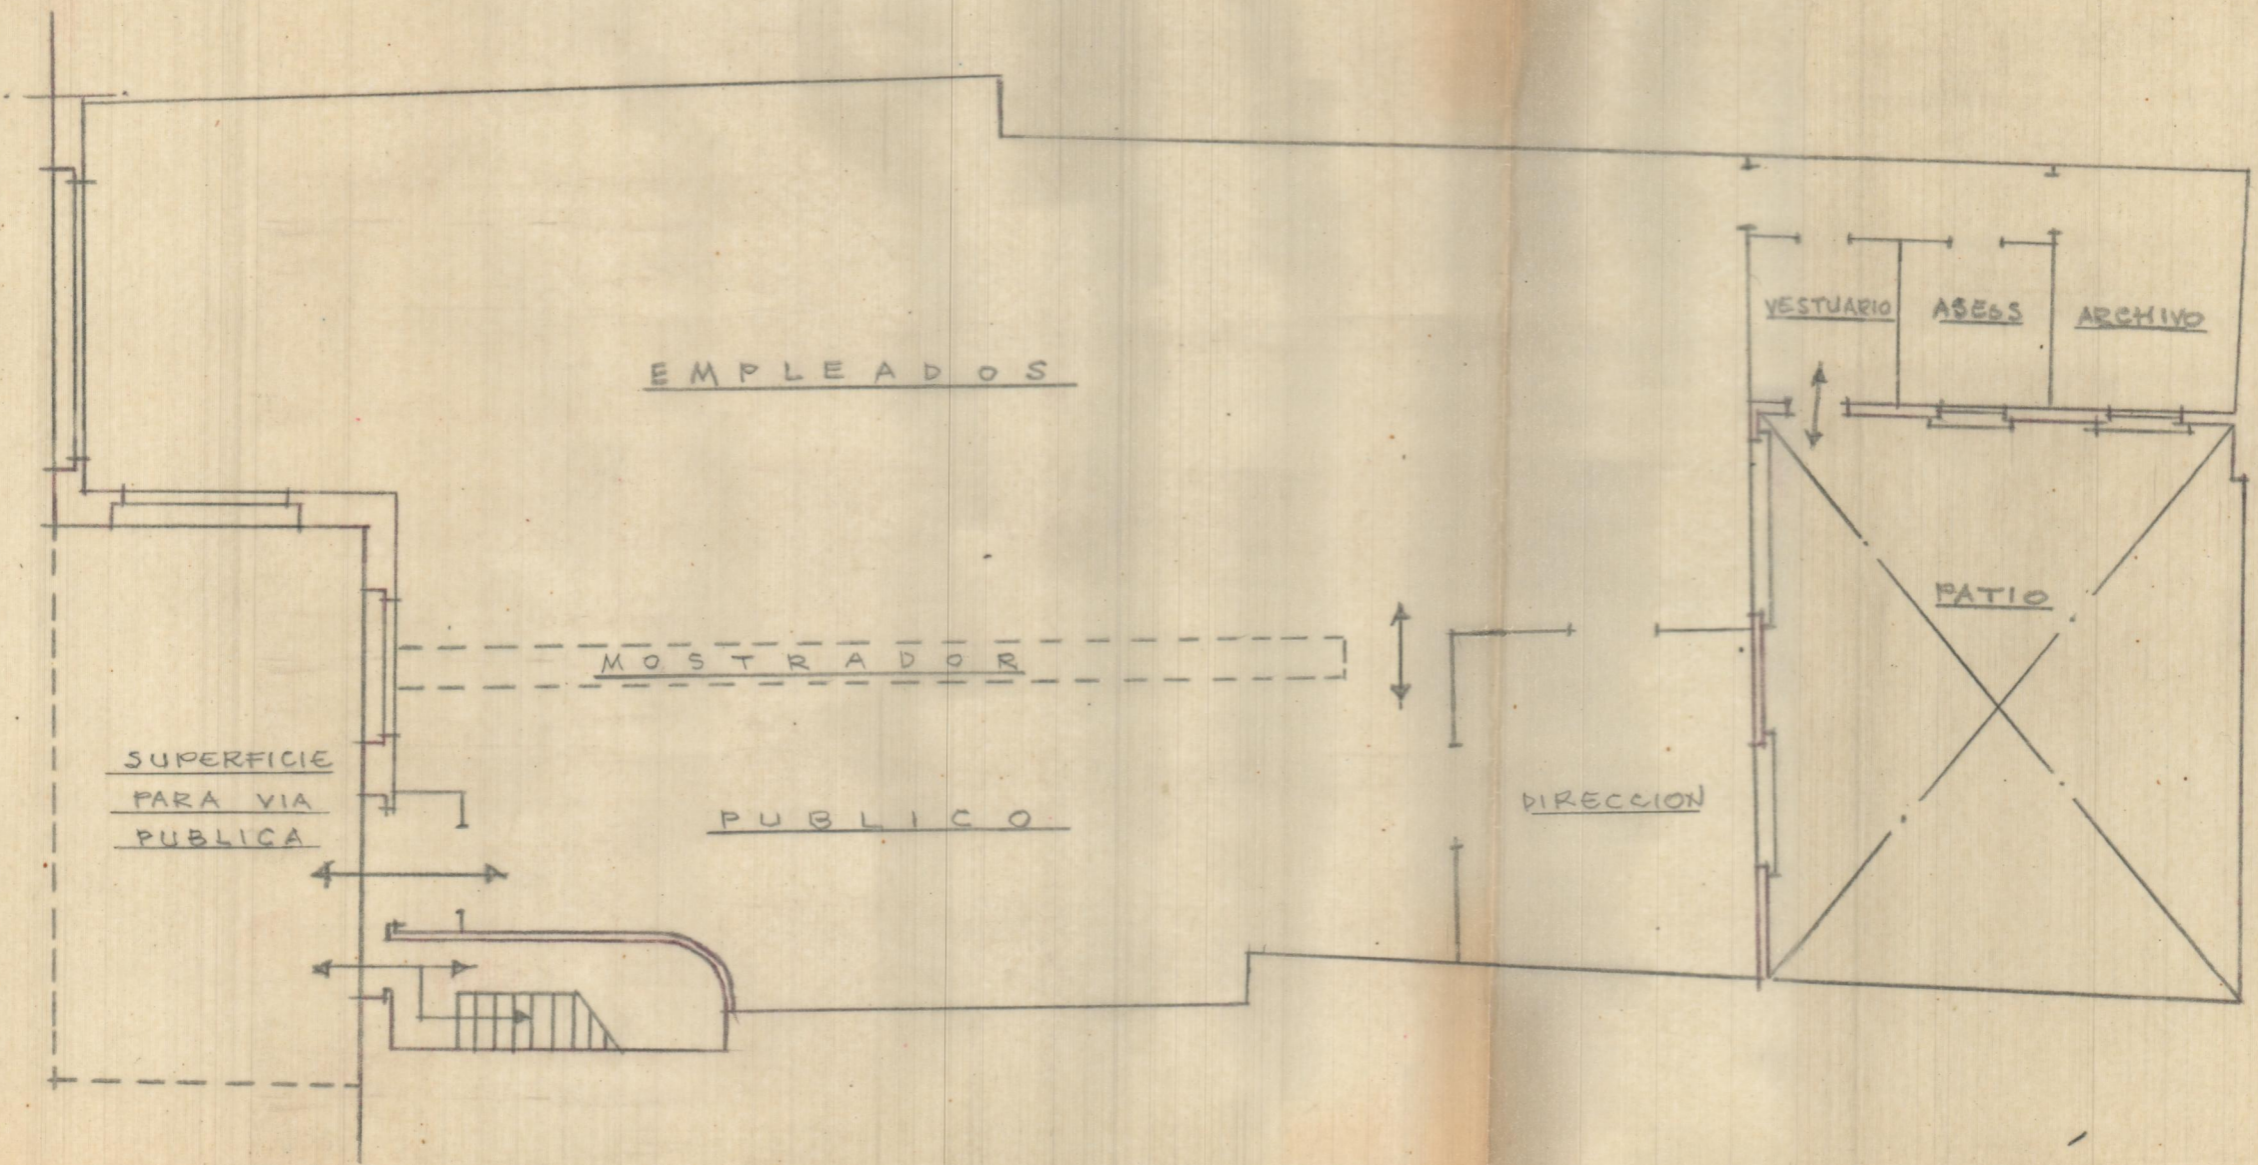 VESTUARIO
ASEOS
ARCHIVO
EMPLEADOS
PATIO
MOSTRADOR
SUPERFICIE
PARA VIA
PUBLICA
PUBLICO
DIRECCION